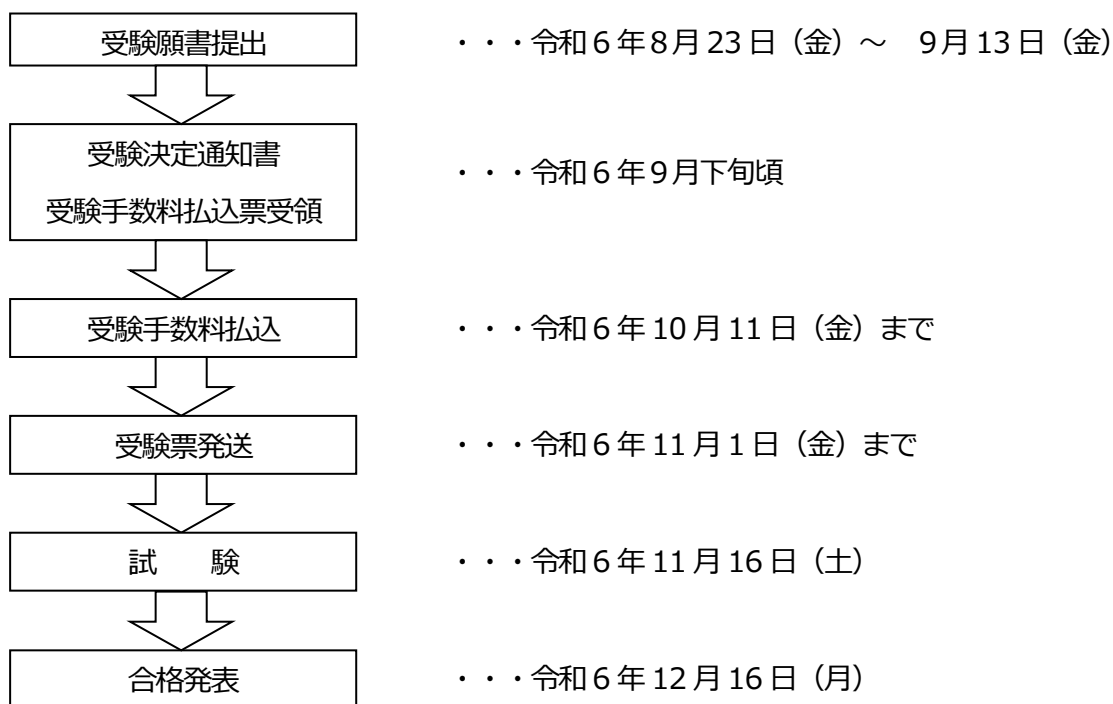 受験願書提出　・・・令和６年８月23日（金）～　９月13日（金）
受験決定通知書
受験手数料払込票受領　・・・令和６年９月下旬頃
受験手数料払込　・・・令和６年10月11日（金）まで
受験票発送　・・・令和６年11月１日（金）まで
試　　験　・・・令和６年11月16日（土）
合格発表　・・・令和６年12月16日（月）